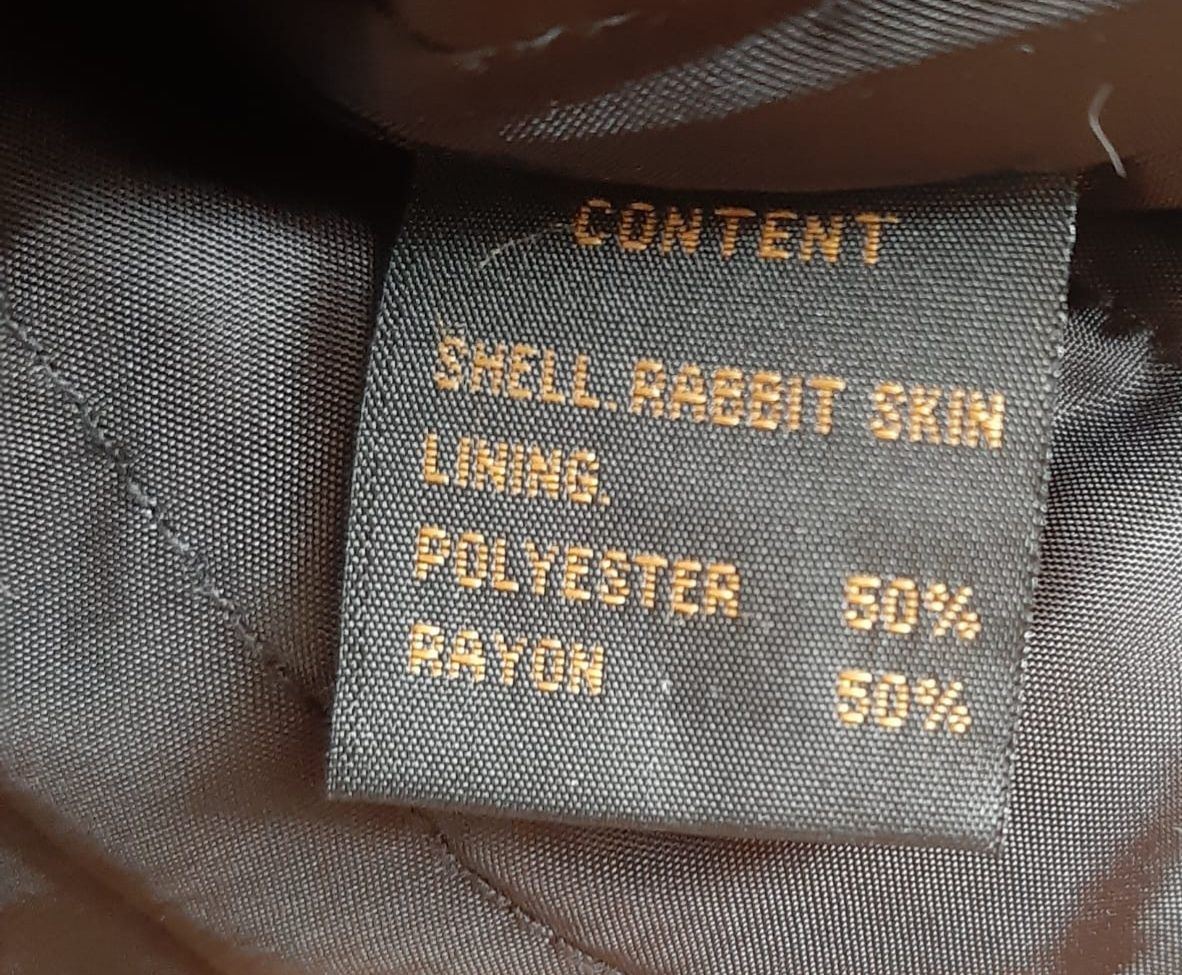 CONTENT
SHELL. RABBIT SKIN
LINING.
POLYESTER 50%
RAYON 50%